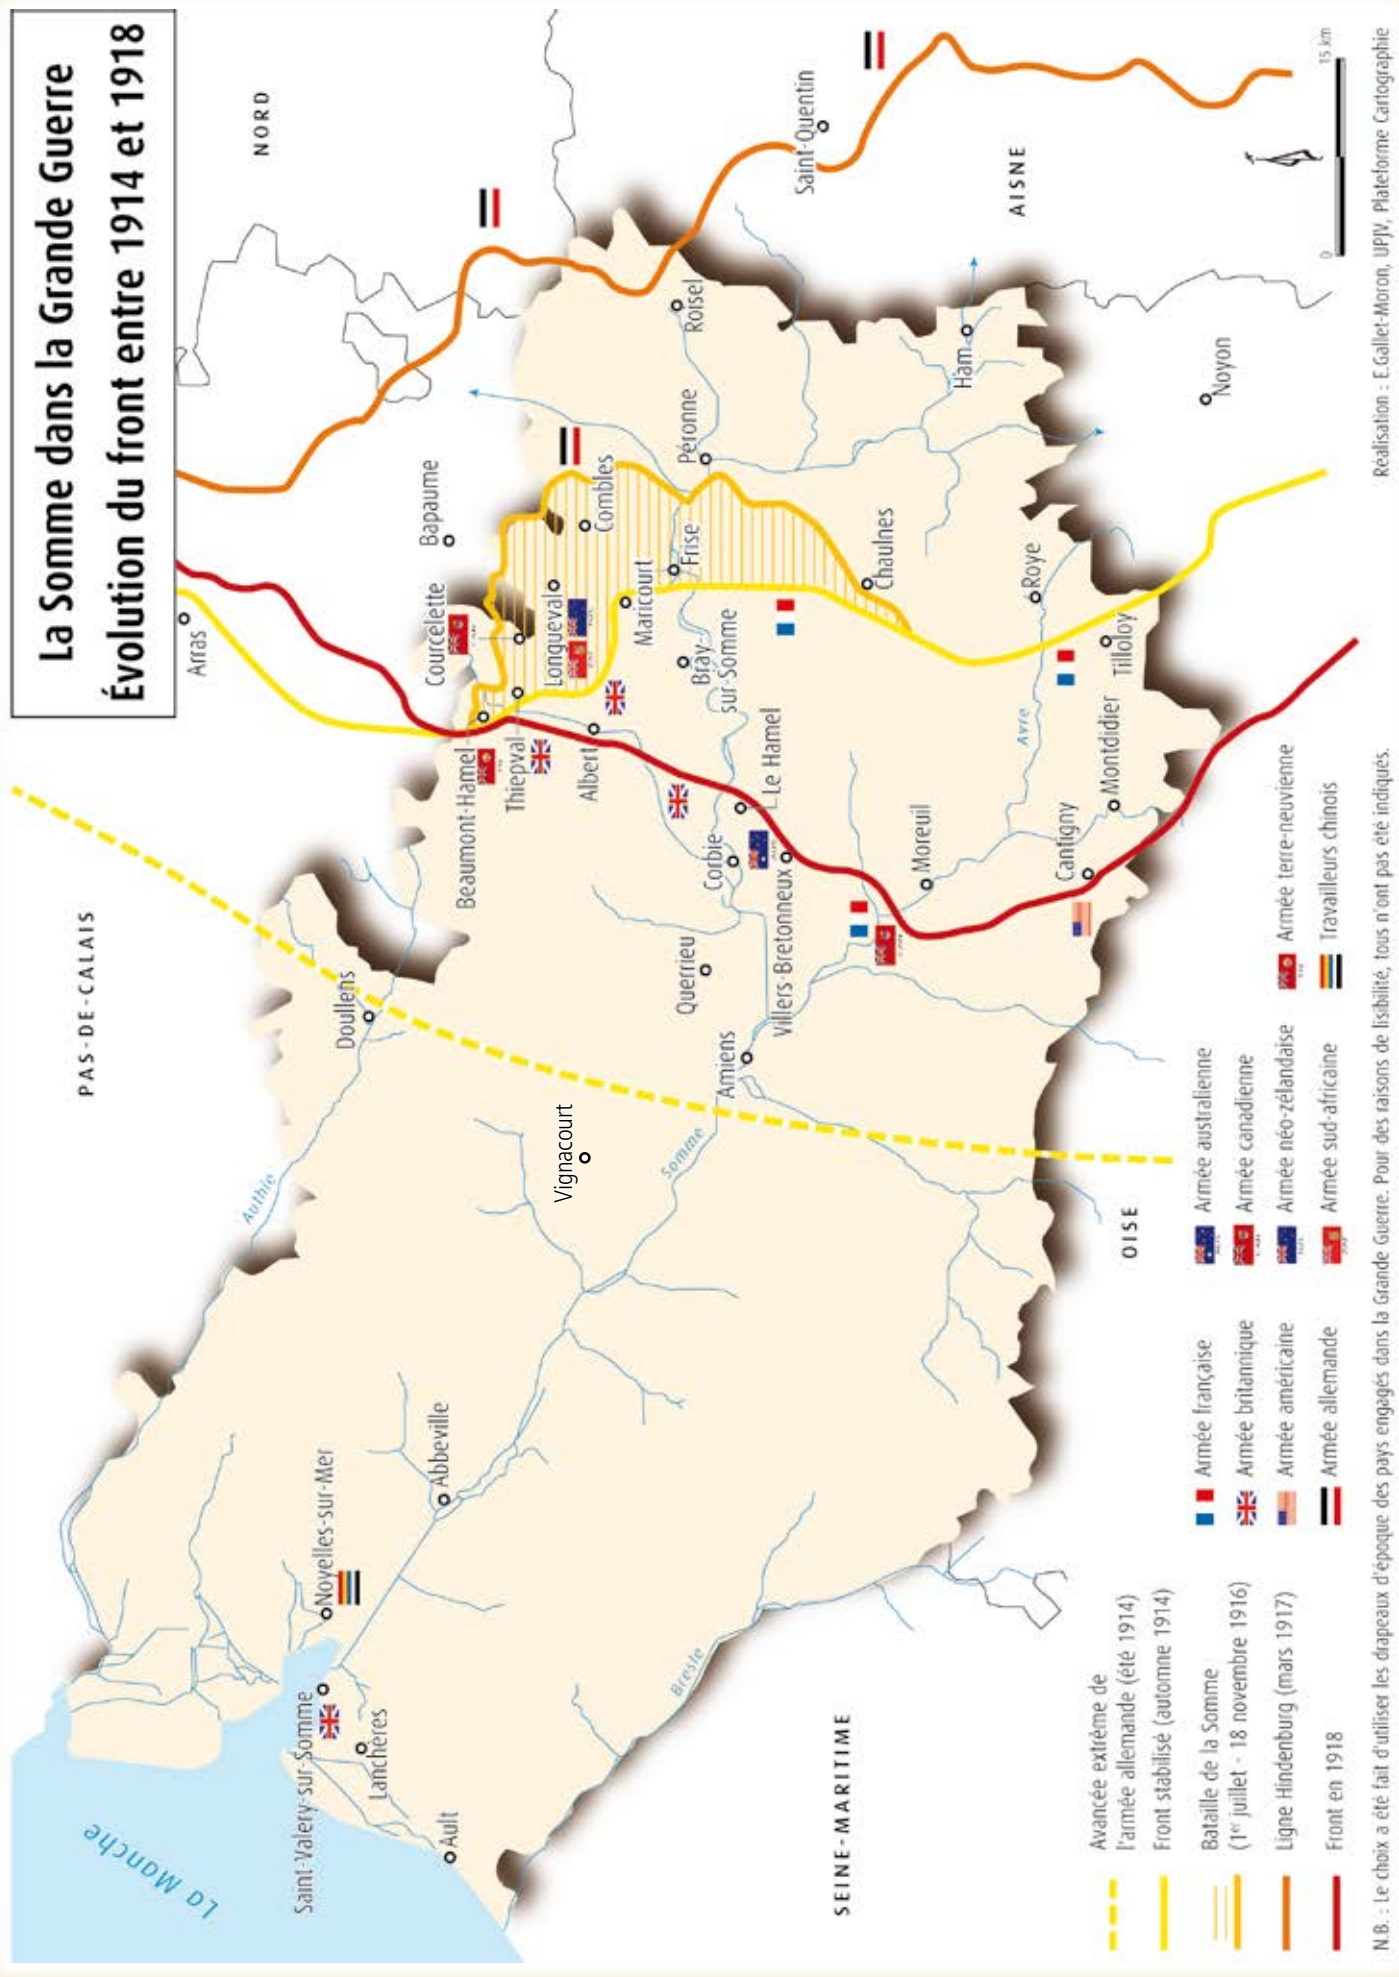 La Somme dans la Grande Guerre
Évolution du front entre 1914 et 1918
PAS-DE-CALAIS
NORD
Arras
Bapaume
Courcelette
Beaumont-Hamel
Thiepval
Longueval
Combles
Albert
Maricourt
Frise
Péronne
Roisel
Bray-
sur-Somme
Le Hamel
Corbie
Villers-Bretonneux
Querrieu
Amiens
Doullens
Vignacourt
Authie
Somme
Abbeville
Noyelles-sur-Mer
Saint-Valery-sur-Somme
Lanchères
Ault
La Manche
Bresle
SEINE-MARITIME
OISE
Moreuil
Cantigny
Montdidier
Avre
Tilloloy
Roye
Chaulnes
Ham
Noyon
Saint-Quentin
AISNE
0
15 km
Avancée extrême de
l'armée allemande (été 1914)
Front stabilisé (automne 1914)
Bataille de la Somme
(1er juillet - 18 novembre 1916)
Ligne Hindenburg (mars 1917)
Front en 1918
Armée française
Armée britannique
Armée américaine
Armée allemande
Armée australienne
Armée canadienne
Armée néo-zélandaise
Armée sud-africaine
Armée terre-neuvienne
Travailleurs chinois
N.B. : Le choix a été fait d'utiliser les drapeaux d'époque des pays engagés dans la Grande Guerre. Pour des raisons de lisibilité, tous n'ont pas été indiqués.
Réalisation : E.Gallet-Moron, UPJV, Plateforme Cartographie